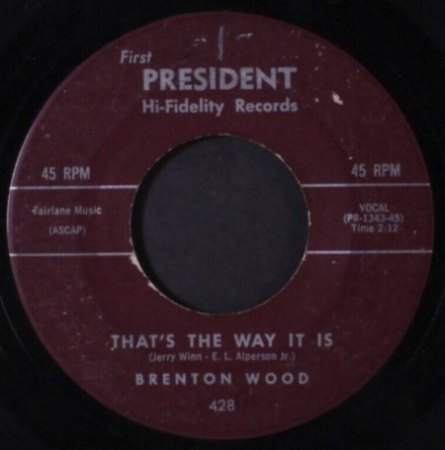 First
PRESIDENT
Hi-Fidelity Records
45 RPM
45 RPM
Fairlane Music
(ASCAP)
VOCAL
(PR-1343-45)
Time 2:12
THAT'S THE WAY IT IS
(Jerry Winn - E. L. Alperson Jr.)
BRENTON WOOD
428